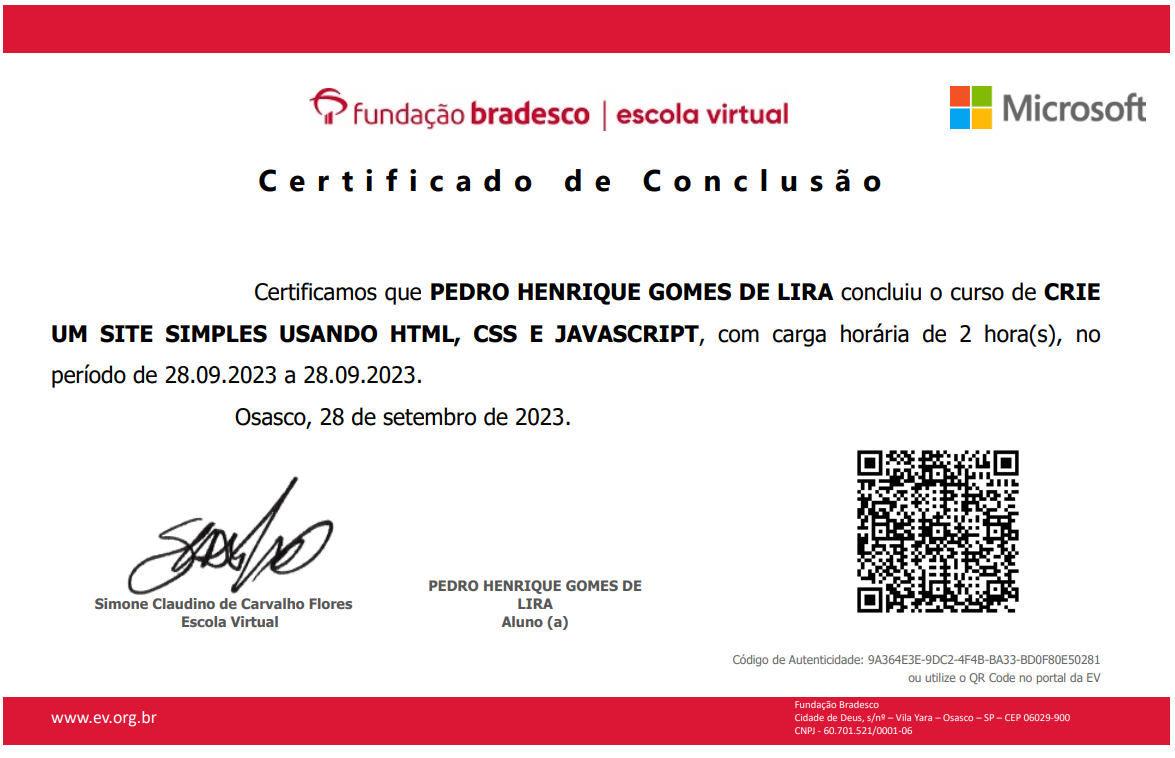 fundação bradesco | escola virtual
Microsoft
Certificado de Conclusão
Certificamos que PEDRO HENRIQUE GOMES DE LIRA concluiu o curso de CRIE
UM SITE SIMPLES USANDO HTML, CSS E JAVASCRIPT, com carga horária de 2 hora(s), no
período de 28.09.2023 a 28.09.2023.
Osasco, 28 de setembro de 2023.
Simone Claudino de Carvalho Flores
Escola Virtual
PEDRO HENRIQUE GOMES DE
LIRA
Aluno (a)
Código de Autenticidade: 9A364E3E-9DC2-4F4B-BA33-BD0F80E50281
ou utilize o QR Code no portal da EV
www.ev.org.br
Fundação Bradesco
Cidade de Deus, s/nº – Vila Yara – Osasco – SP – CEP 06029-900
CNPJ - 60.701.521/0001-06